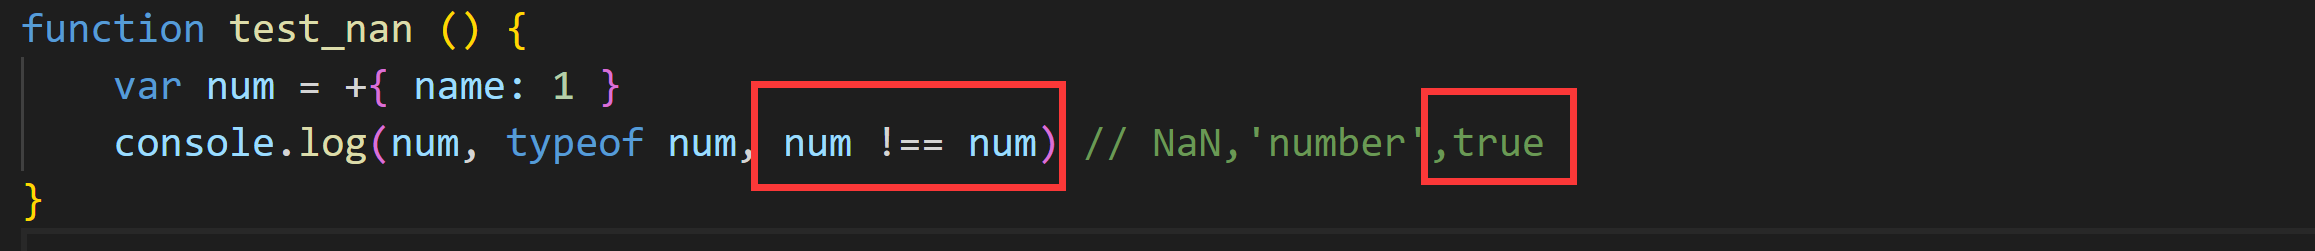 function test_nan () {
    var num = +{ name: 1 }
    console.log(num, typeof num, num !== num) // NaN,'number',true
}